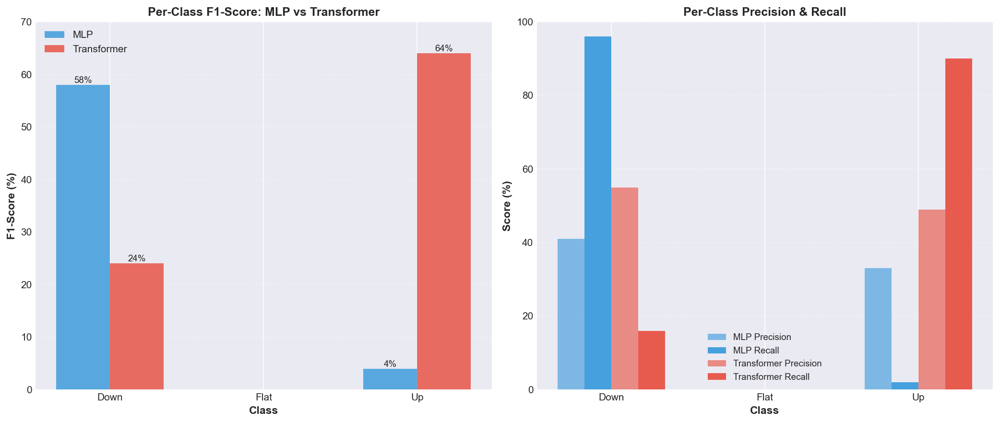 Per-Class F1-Score: MLP vs Transformer
70
60
50
40
30
20
10
0
F1-Score (%)
MLP
Transformer
58%
24%
4%
64%
Down
Flat
Up
Class
Per-Class Precision & Recall
100
80
60
40
20
0
Score (%)
MLP Precision
MLP Recall
Transformer Precision
Transformer Recall
Down
Flat
Up
Class